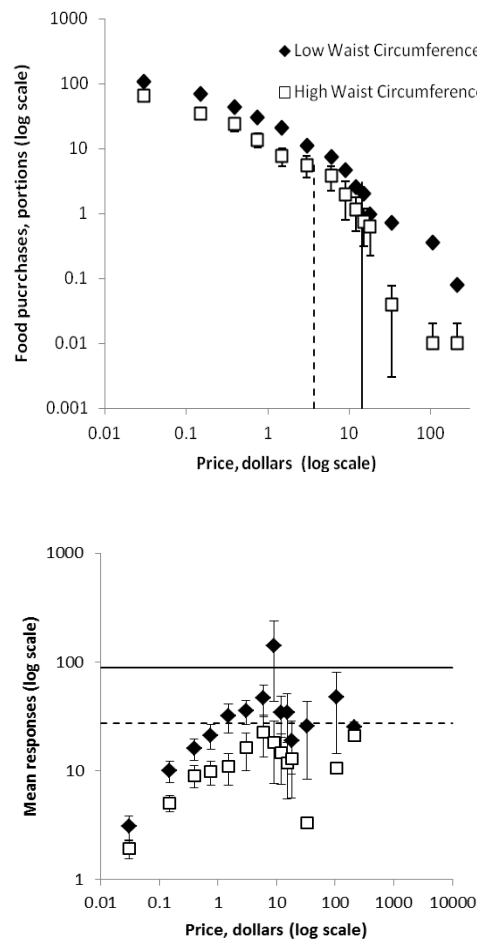 1000
◆ Low Waist Circumference
100
□ High Waist Circumference
10
1
0.1
0.01
0.001
0.01 0.1 1 10 100
Food pucrchases, portions (log scale)
Price, dollars (log scale)
1000
100
10
1
0.01 0.1 1 10 100 1000 10000
Mean responses (log scale)
Price, dollars (log scale)